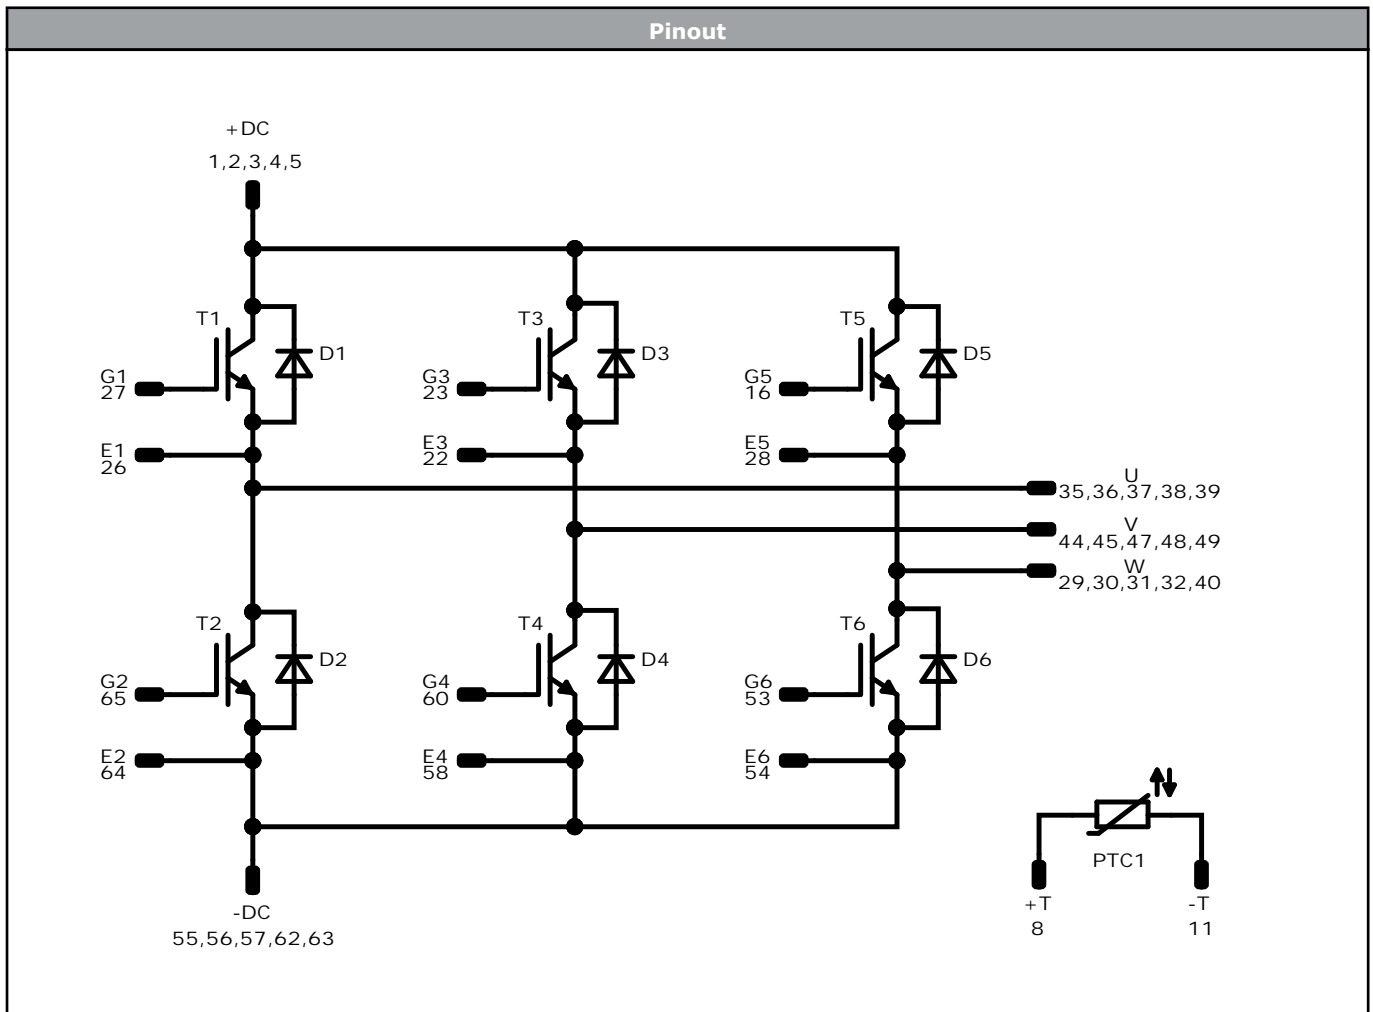 Pinout
+DC
1,2,3,4,5
T1
D1
G1
27
E1
26
T3
D3
G3
23
E3
22
T5
D5
G5
16
E5
28
U
35,36,37,38,39
V
44,45,47,48,49
W
29,30,31,32,40
T2
D2
G2
65
E2
64
T4
D4
G4
60
E4
58
T6
D6
G6
53
E6
54
-DC
55,56,57,62,63
PTC1
+T
8
-T
11